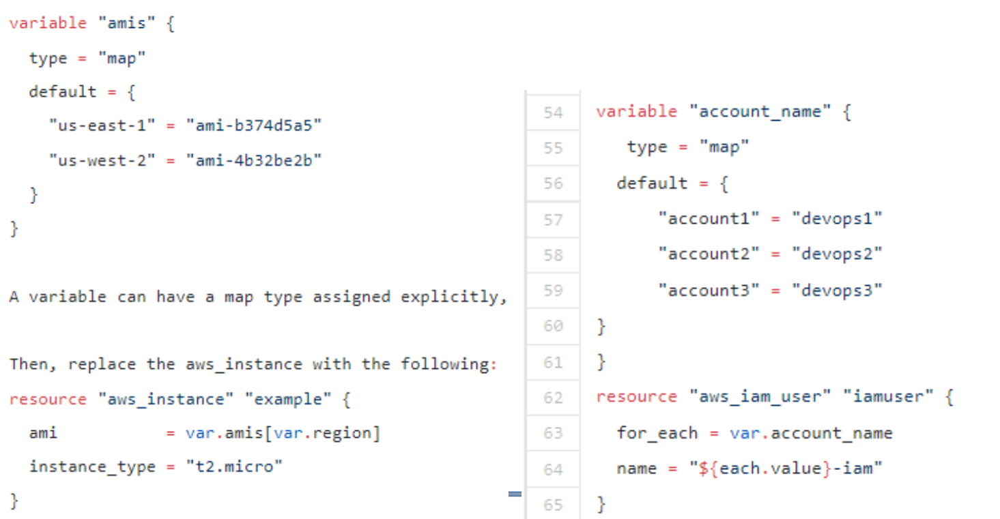 variable "amis" {
type = "map"
default = {
"us-east-1" = "ami-b374d5a5"
"us-west-2" = "ami-4b32be2b"
}
}
A variable can have a map type assigned explicitly,
Then, replace the aws_instance with the following:
resource "aws_instance" "example" {
ami = var.amis[var.region]
instance_type = "t2.micro"
}
54 variable "account_name" {
55 type = "map"
56 default = {
57 "account1" = "devops1"
58 "account2" = "devops2"
59 "account3" = "devops3"
60 }
61 }
62 resource "aws_iam_user" "iamuser" {
63 for_each = var.account_name
64 name = "${each.value}-iam"
65 }